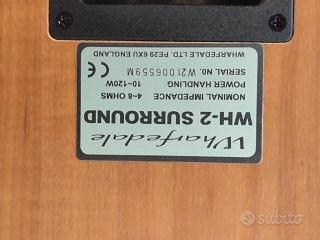 Wharfedale
WH-2 SURROUND
NOMINAL IMPEDANCE 4-8 OHMS
POWER HANDLING 10-120W
SERIAL NO. W21006559M
WHARFEDALE LTD. PE29 6XU ENGLAND
CE
subito